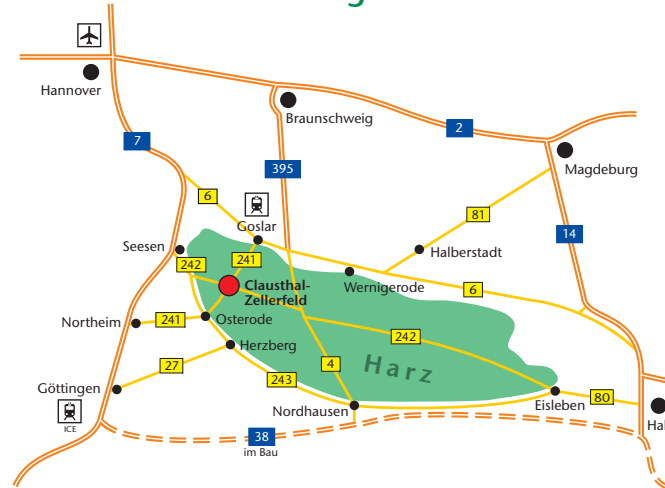 Hannover
Braunschweig
2
7
395
Magdeburg
6
81
Goslar
14
Seesen
241
Halberstadt
242
Clausthal-
Zellerfeld
Wernigerode
6
Northeim
241
Osterode
242
Herzberg
27
4
Harz
243
Göttingen
Nordhausen
Eisleben
80
ICE
38
im Bau